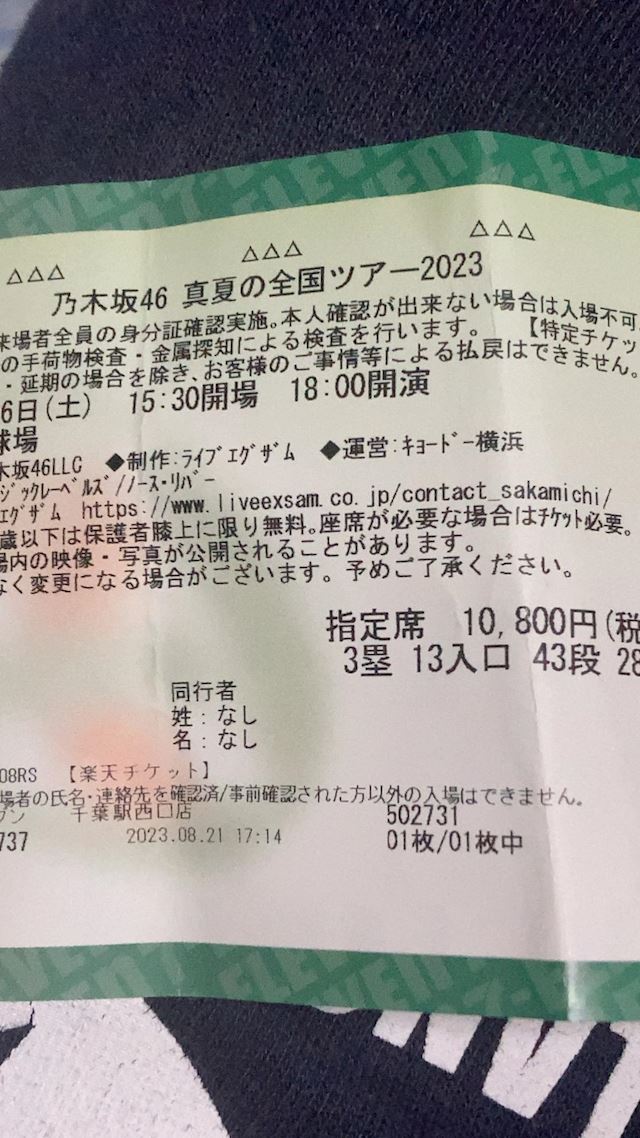 △△△ △△△ △△△
乃木坂46 真夏の全国ツアー2023
来場者全員の身分証確認実施。本人確認が出来ない場合は入場不可
の手荷物検査・金属探知による検査を行います。 【特定チケッ
・延期の場合を除き、お客様のご事情等による払戻はできません。
6日(土) 15:30開場 18:00開演
球場
木坂46LLC ◆制作:ライブエグザム ◆運営:キョードー横浜
ジックレーベルズ/ノース・リバー
エグザム https://www.liveexsam.co.jp/contact_sakamichi/
歳以下は保護者膝上に限り無料。座席が必要な場合はチケット必要。
場内の映像・写真が公開されることがあります。
なく変更になる場合がございます。予めご了承ください。
指定席 10,800円(税
3塁 13入口 43段 28
同行者
姓:なし
名:なし
08RS 【楽天チケット】
場者の氏名・連絡先を確認済/事前確認された方以外の入場はできません。
ブン 千葉駅西口店 502731
737 2023.08.21 17:14 01枚/01枚中